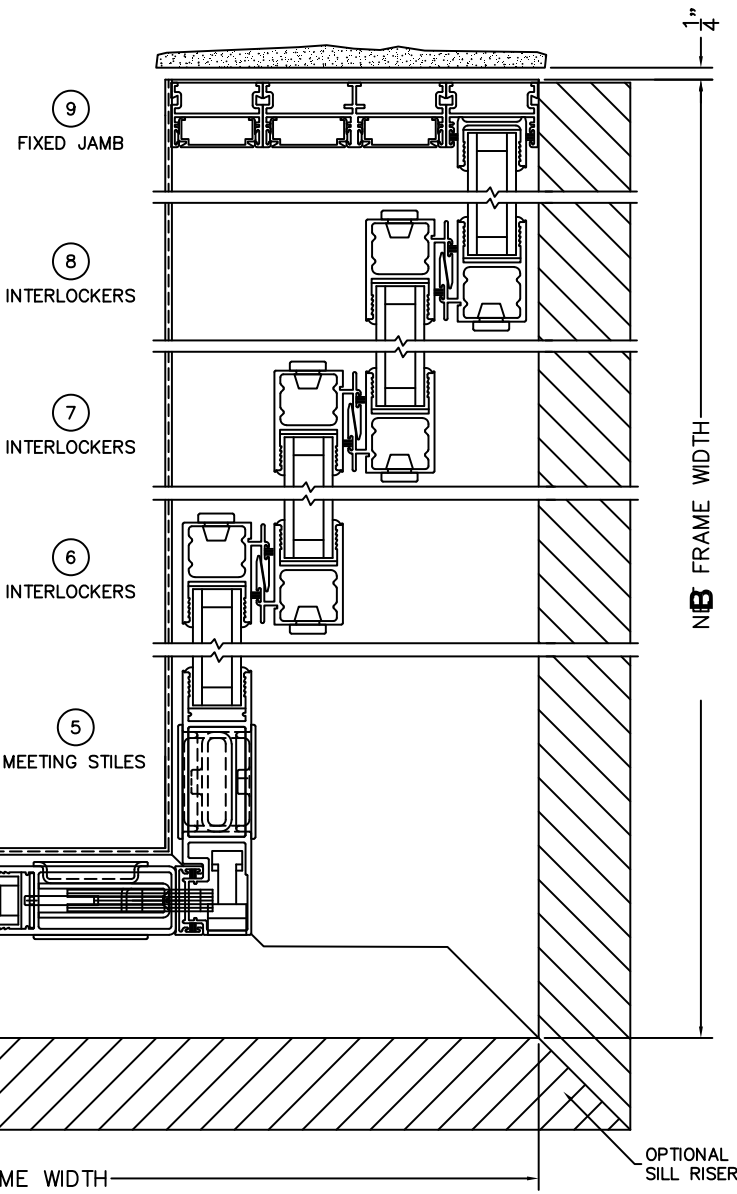 1"
4
9
FIXED JAMB
8
INTERLOCKERS
7
INTERLOCKERS
6
INTERLOCKERS
5
MEETING STILES
B
NET FRAME WIDTH
OPTIONAL
SILL RISER
ME WIDTH